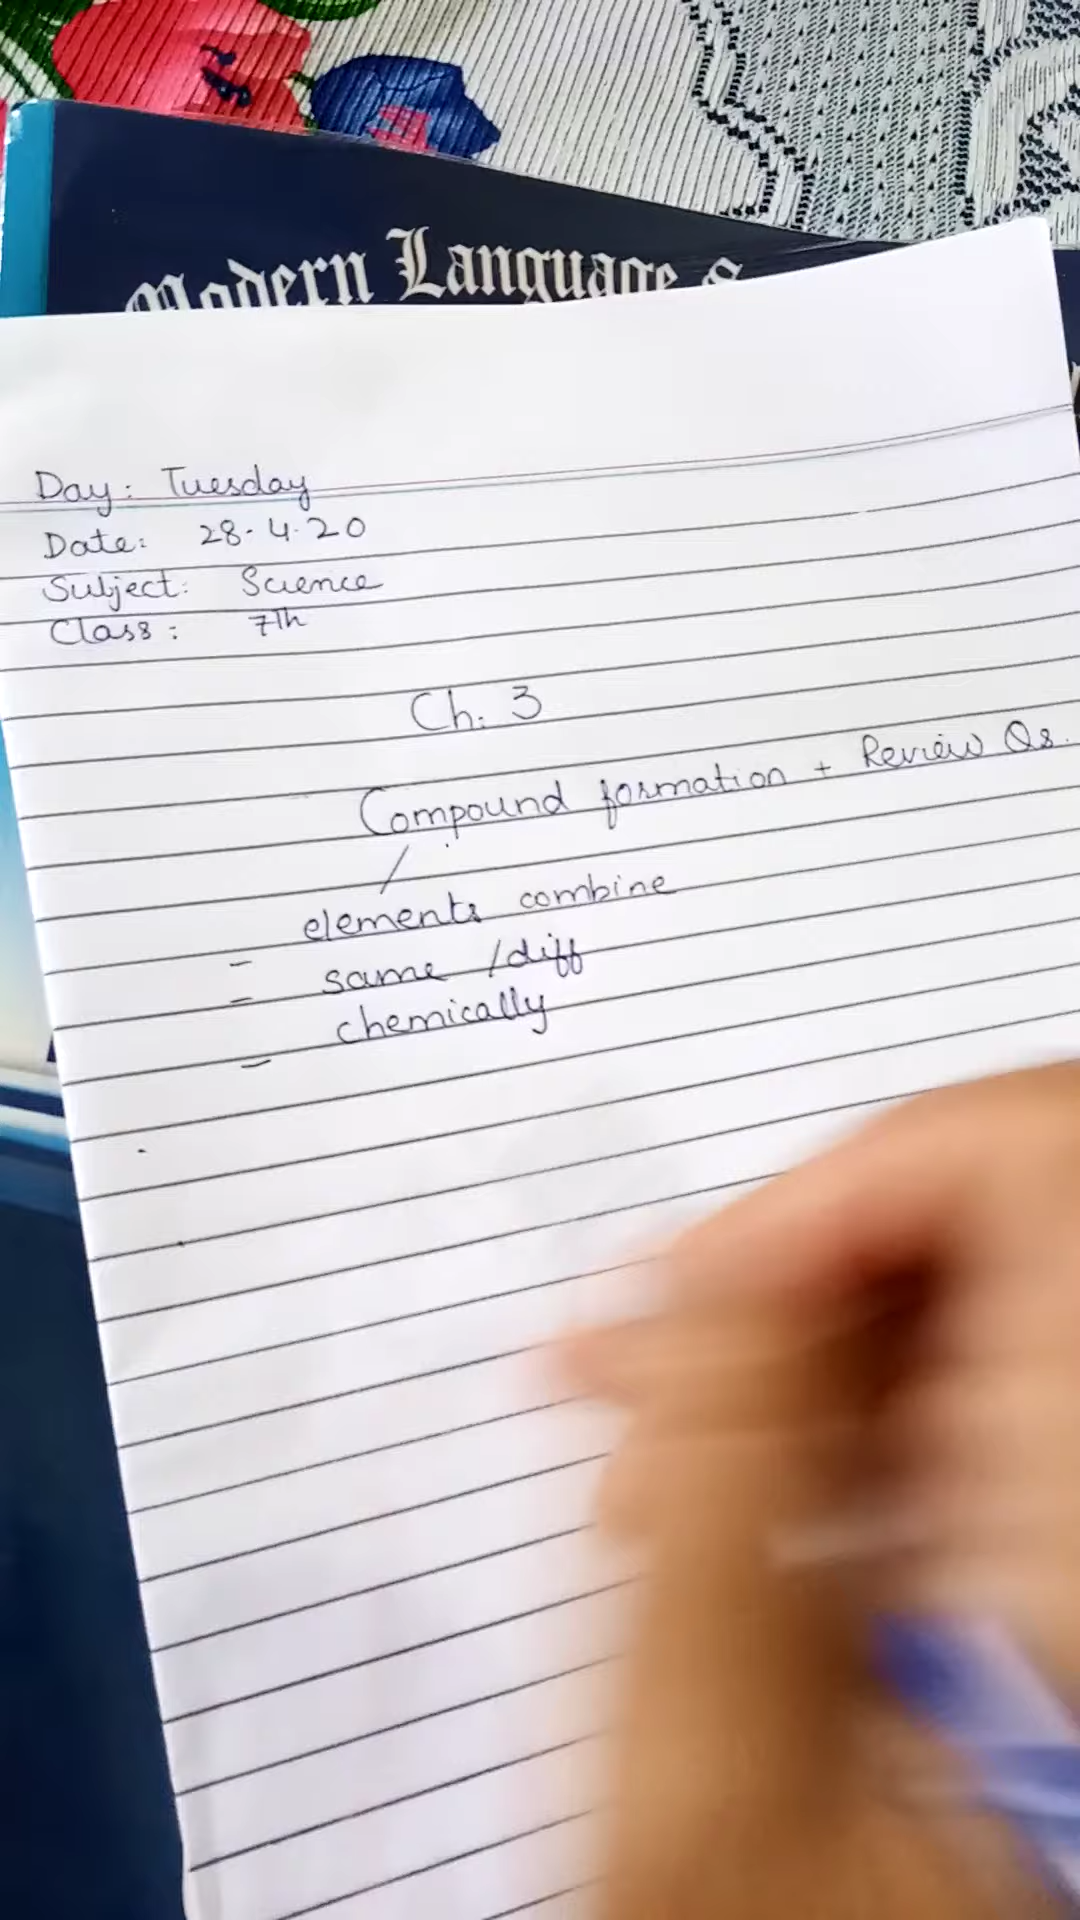 Modern Language &
Day: Tuesday
Date: 28-4-20
Subject: Science
Class: 7th
Ch. 3
Compound formation + Review Qs.
elements combine
- same / diff
- chemically
-